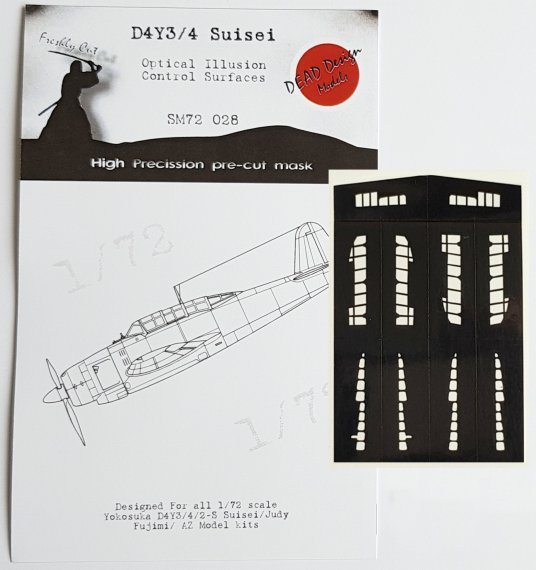 D4Y3/4 Suisei
Freshly Cut
Optical Illusion
Control Surfaces
DEAD Design
Models
SM72 028
High Precission pre-cut mask
1/72
1/72
Designed For all 1/72 scale
Yokosuka D4Y3/4/2-S Suisei/Judy
Fujimi/ AZ Model kits